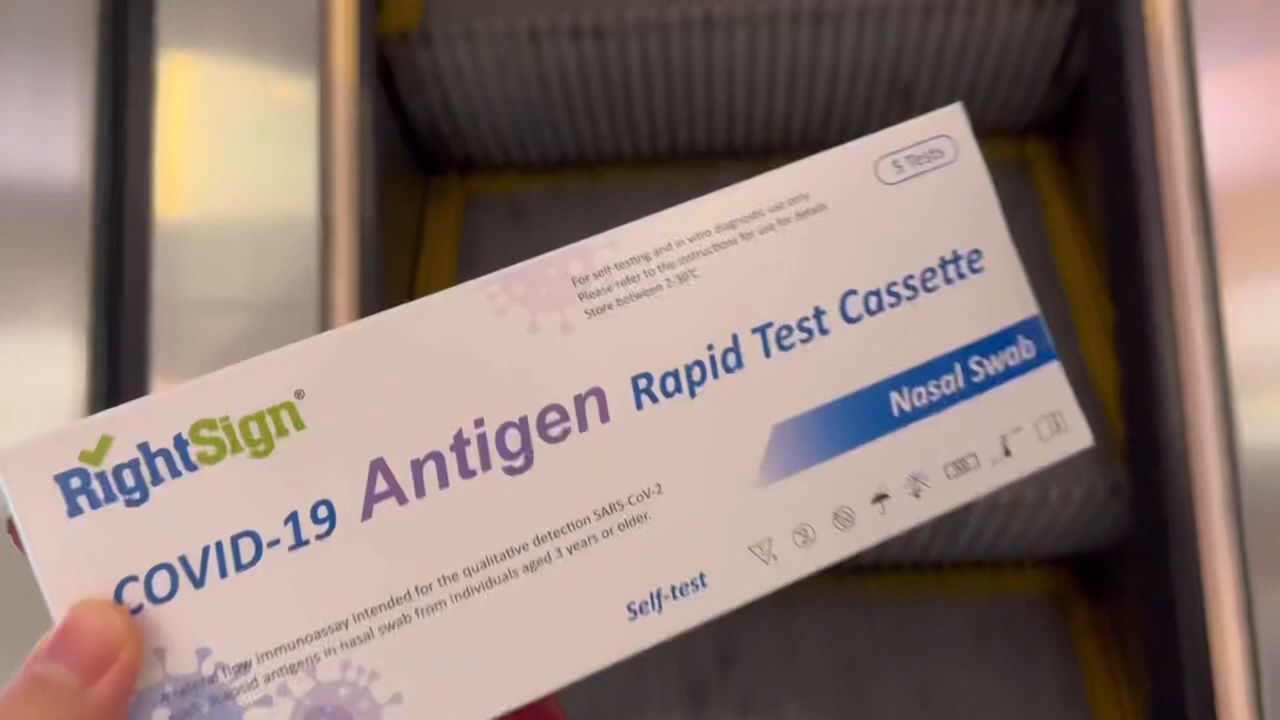 5 Tests
For self-testing and in vitro diagnostic use only
Please refer to the instructions for use for details
Store between 2-30°C
RightSign®
COVID-19 Antigen Rapid Test Cassette
Nasal Swab
A lateral flow immunoassay intended for the qualitative detection SARS-CoV-2
antigens in nasal swab from individuals aged 3 years or older.
Self-test